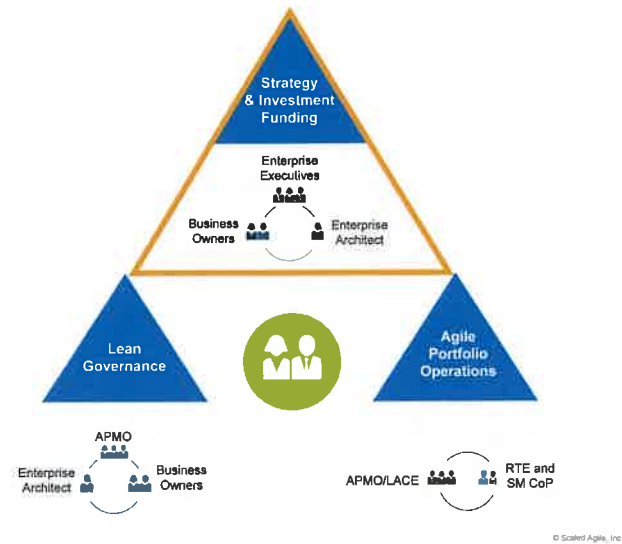 Strategy
& Investment
Funding
Enterprise
Executives
Business
Owners
Enterprise
Architect
Lean
Governance
Agile
Portfolio
Operations
APMO
Enterprise
Architect
Business
Owners
APMO/LACE
RTE and
SM CoP
© Scaled Agile, Inc